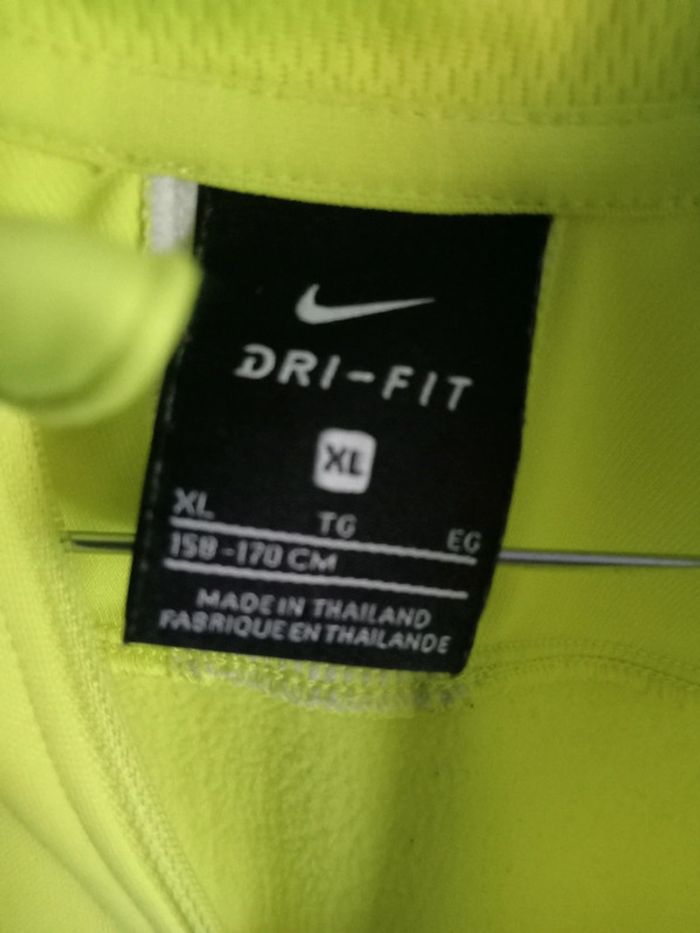 DRI-FIT
XL
XL TG EG
158-170 CM
MADE IN THAILAND
FABRIQUE EN THAILANDE